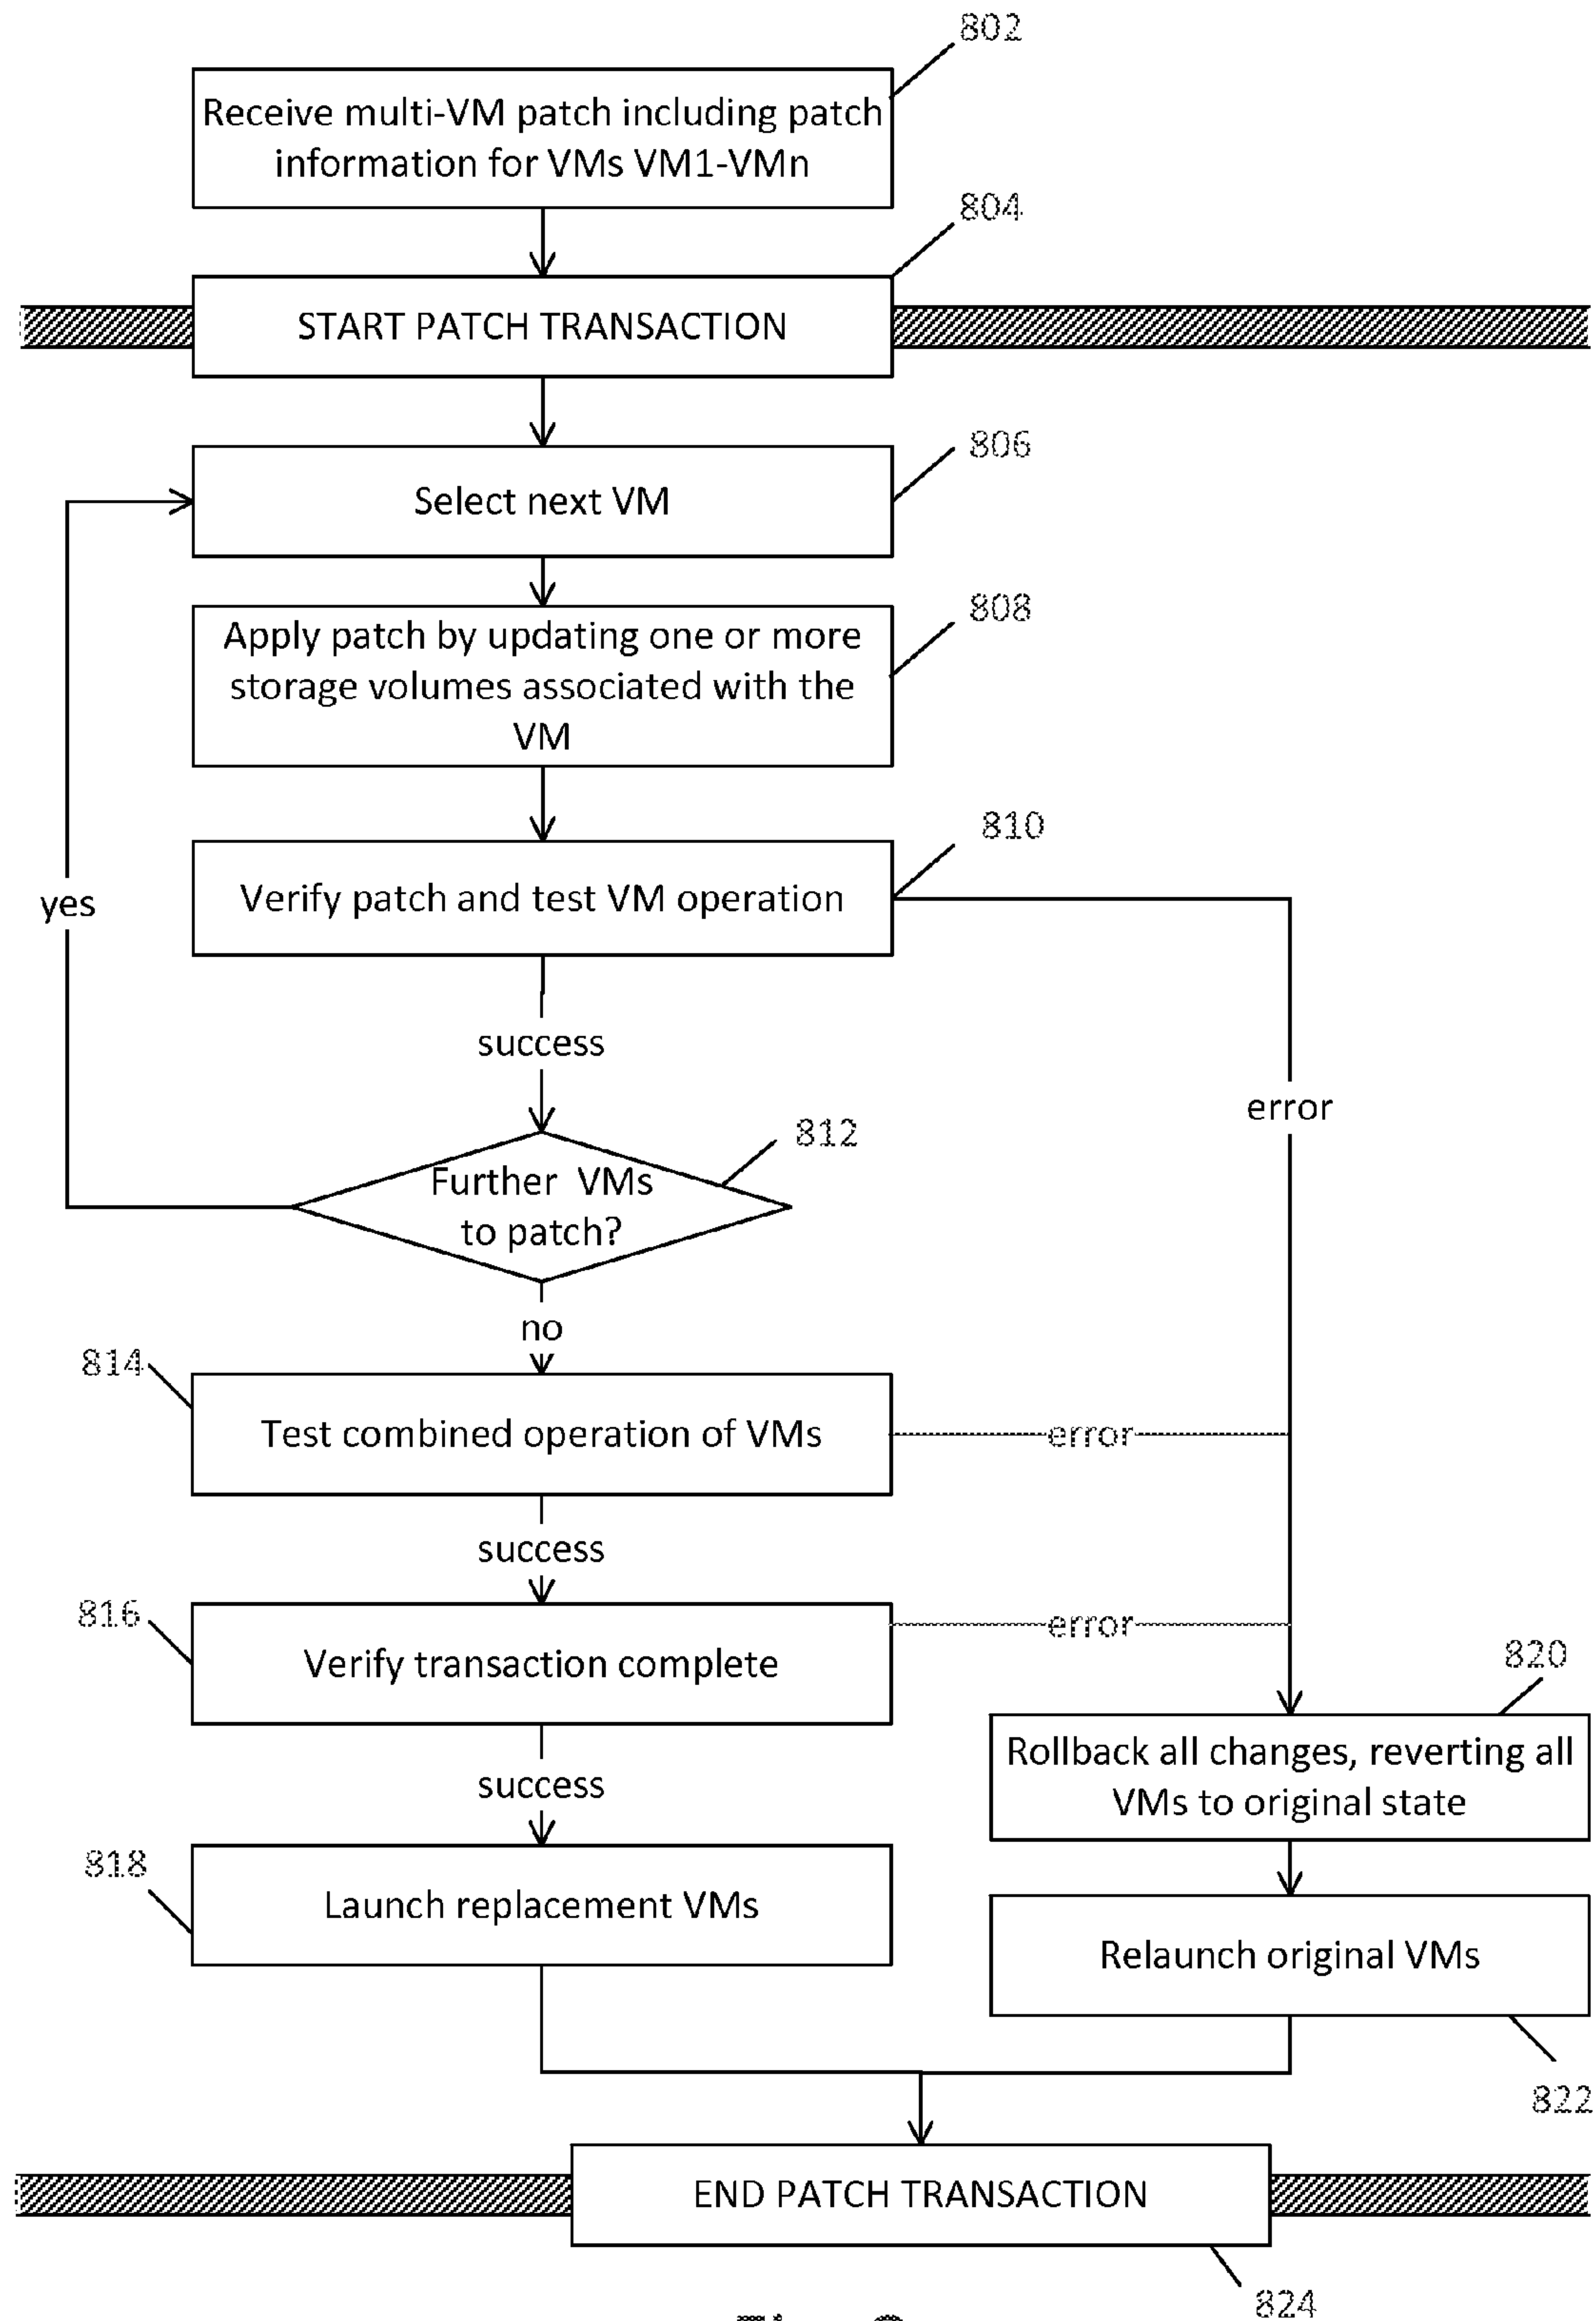 802
Receive multi-VM patch including patch
information for VMs VM1-VMn
804
START PATCH TRANSACTION
806
Select next VM
808
Apply patch by updating one or more
storage volumes associated with the
VM
810
Verify patch and test VM operation
yes
success
error
812
Further VMs
to patch?
no
814
Test combined operation of VMs
error
success
816
error
Verify transaction complete
820
Rollback all changes, reverting all
VMs to original state
success
818
Launch replacement VMs
Relaunch original VMs
822
END PATCH TRANSACTION
824